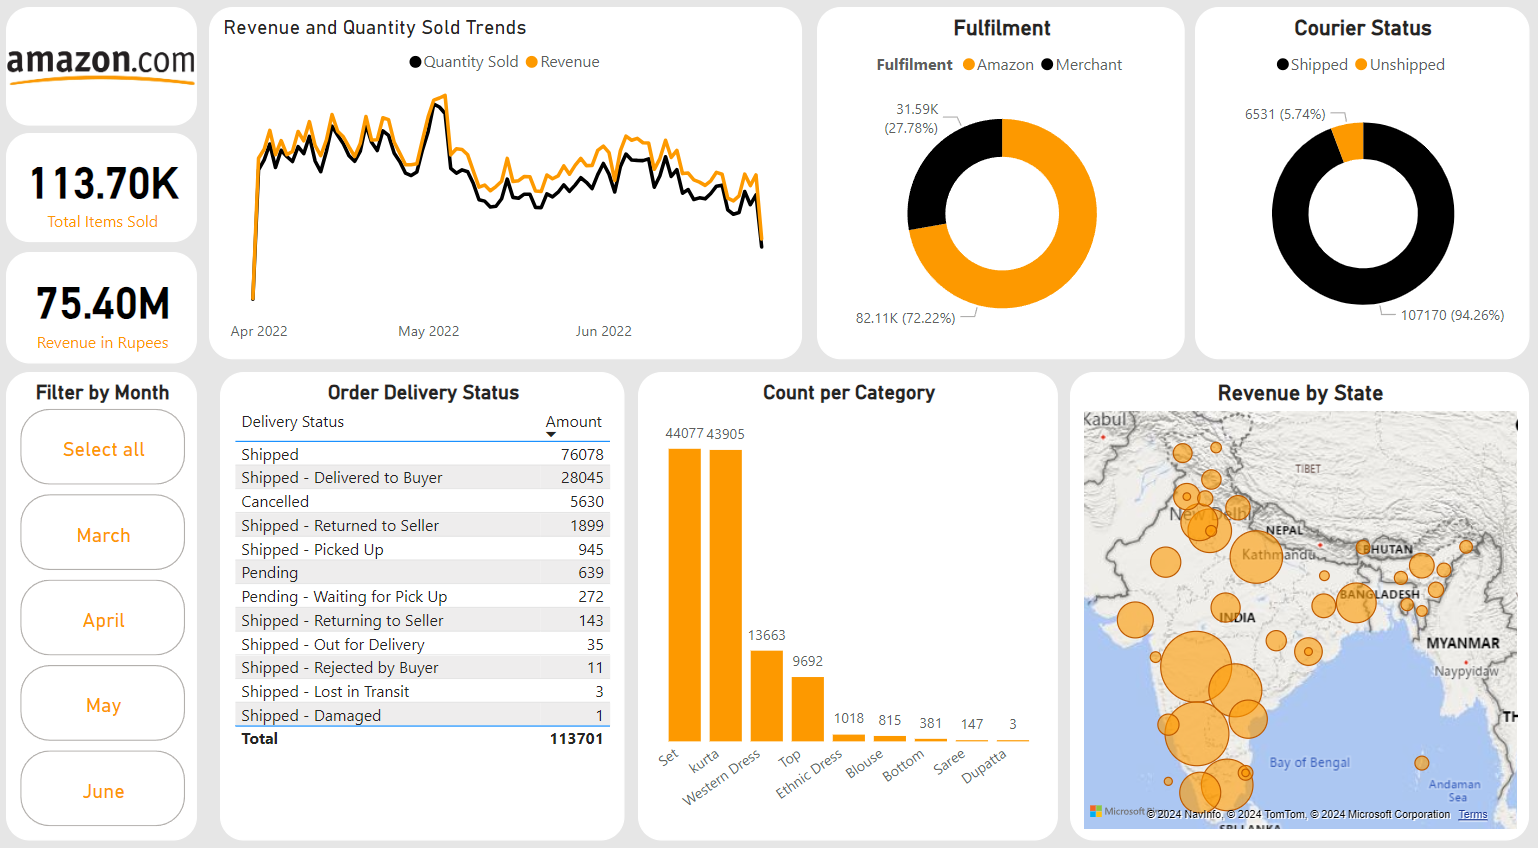 amazon.com
113.70K
Total Items Sold
75.40M
Revenue in Rupees
Filter by Month
Select all
March
April
May
June
Revenue and Quantity Sold Trends
Quantity Sold Revenue
Apr 2022 May 2022 Jun 2022
Fulfilment
Fulfilment Amazon Merchant
31.59K
(27.78%)
82.11K (72.22%)
Courier Status
Shipped Unshipped
6531 (5.74%)
107170 (94.26%)
Order Delivery Status
Delivery Status Amount
Shipped 76078
Shipped - Delivered to Buyer 28045
Cancelled 5630
Shipped - Returned to Seller 1899
Shipped - Picked Up 945
Pending 639
Pending - Waiting for Pick Up 272
Shipped - Returning to Seller 143
Shipped - Out for Delivery 35
Shipped - Rejected by Buyer 11
Shipped - Lost in Transit 3
Shipped - Damaged 1
Total 113701
Count per Category
44077 43905
13663
9692
1018 815 381 147 3
Set kurta Western Dress Top Ethnic Dress Blouse Bottom Saree Dupatta
Revenue by State
Kabul
TIBET
New Delhi
NEPAL
Kathmandu
BHUTAN
BANGLADESH
INDIA
MYANMAR
Naypyidaw
TH
Bay of Bengal
Andaman
Sea
Microsoft
© 2024 NavInfo, © 2024 TomTom, © 2024 Microsoft Corporation Terms
SRI LANKA